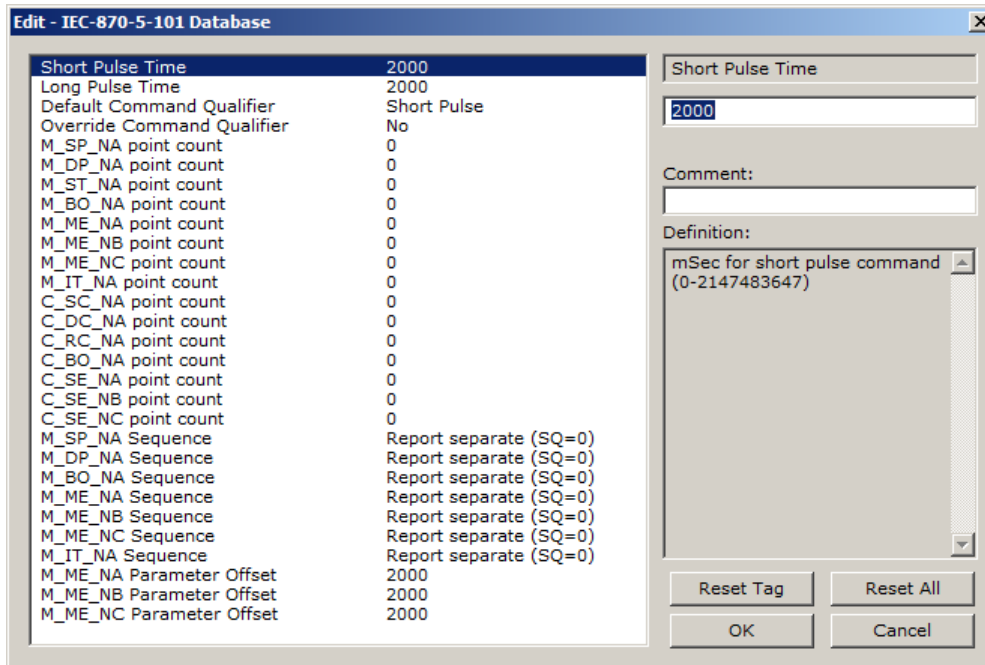 Edit - IEC-870-5-101 Database
Short Pulse Time 2000
Long Pulse Time 2000
Default Command Qualifier Short Pulse
Override Command Qualifier No
M_SP_NA point count 0
M_DP_NA point count 0
M_ST_NA point count 0
M_BO_NA point count 0
M_ME_NA point count 0
M_ME_NB point count 0
M_ME_NC point count 0
M_IT_NA point count 0
C_SC_NA point count 0
C_DC_NA point count 0
C_RC_NA point count 0
C_BO_NA point count 0
C_SE_NA point count 0
C_SE_NB point count 0
C_SE_NC point count 0
M_SP_NA Sequence Report separate (SQ=0)
M_DP_NA Sequence Report separate (SQ=0)
M_BO_NA Sequence Report separate (SQ=0)
M_ME_NA Sequence Report separate (SQ=0)
M_ME_NB Sequence Report separate (SQ=0)
M_ME_NC Sequence Report separate (SQ=0)
M_IT_NA Sequence Report separate (SQ=0)
M_ME_NA Parameter Offset 2000
M_ME_NB Parameter Offset 2000
M_ME_NC Parameter Offset 2000
Short Pulse Time
2000
Comment:
Definition:
mSec for short pulse command
(0-2147483647)
Reset Tag Reset All
OK Cancel